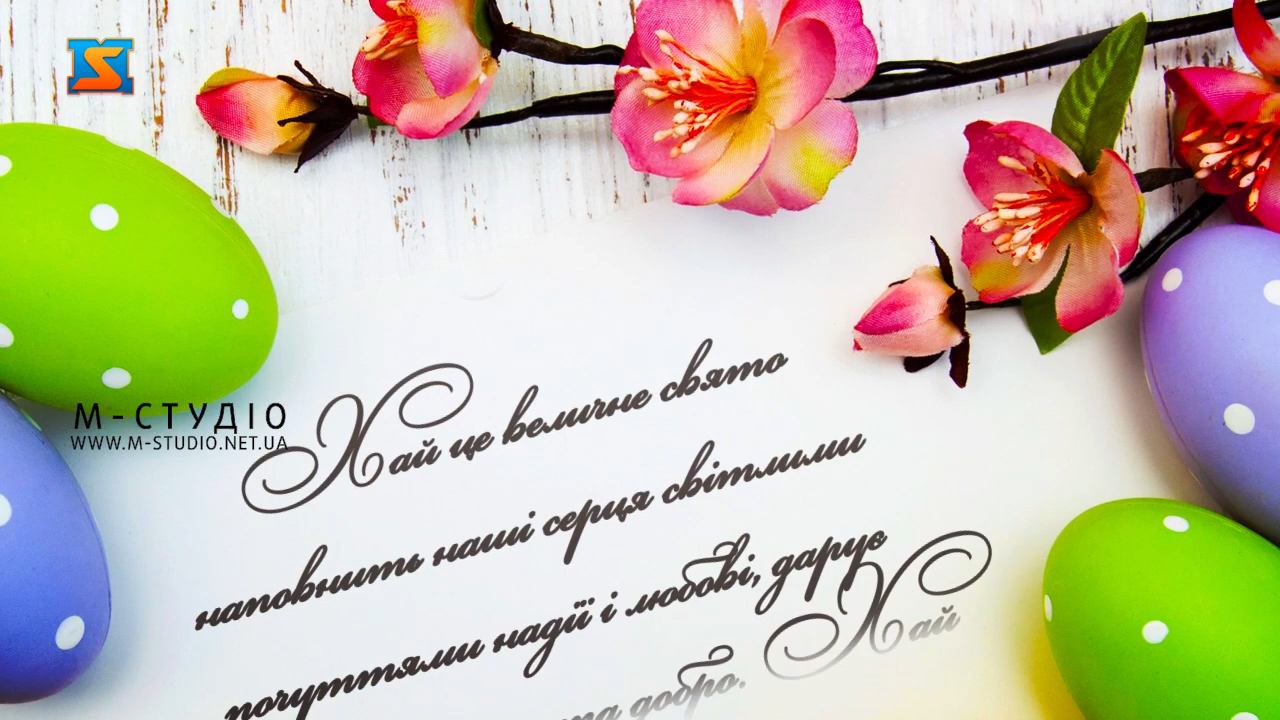 М-СТУДІО
WWW.M-STUDIO.NET.UA
Хай це величне свято
наповнить наші серця світлими
почуттями надії і любові, дарує
та добро. Хай